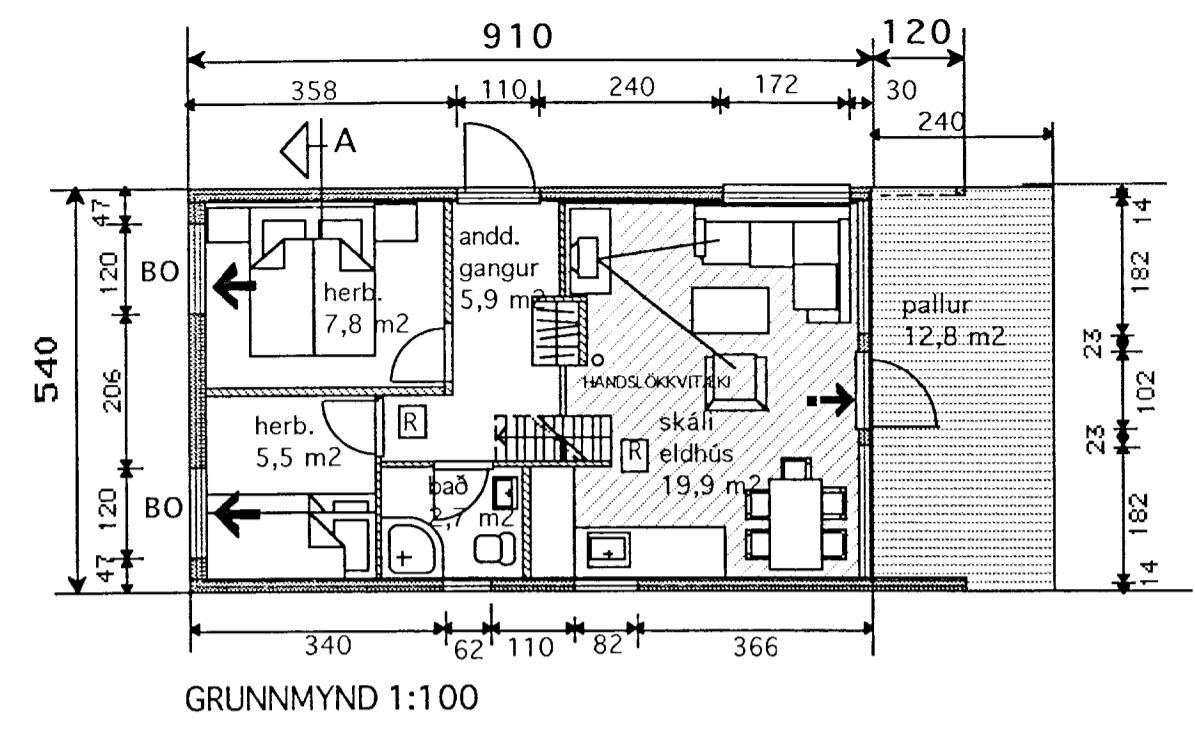 910
120
358
110
240
172
30
240
A
47
120
206
120
47
540
BO
BO
herb.
7,8 m2
andd.
gangur
5,9 m2
pallur
12,8 m2
HANDSLÖKKVITÆKI
herb.
5,5 m2
R
R
skáli
eldhús
19,9 m2
bað
2,7 m2
14
182
23
102
23
182
14
340
62
110
82
366
GRUNNMYND 1:100